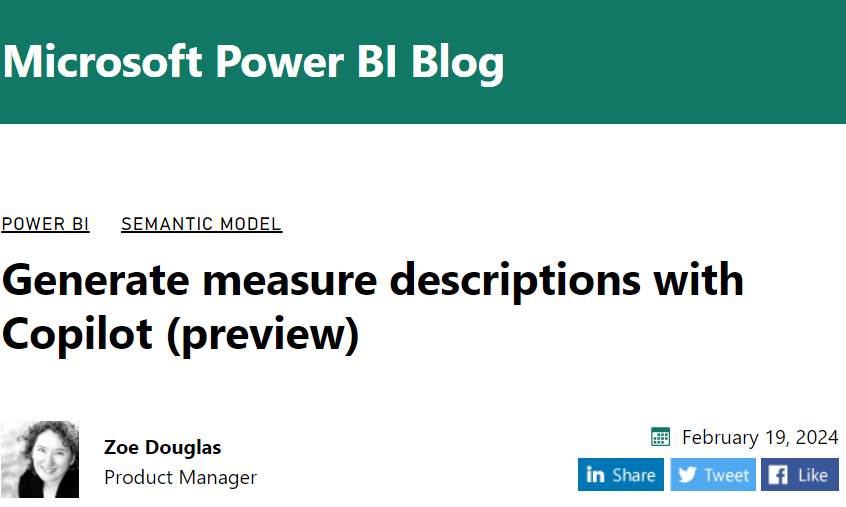 Microsoft Power BI Blog
POWER BI SEMANTIC MODEL
Generate measure descriptions with
Copilot (preview)
Zoe Douglas
Product Manager
February 19, 2024
in Share Tweet Like